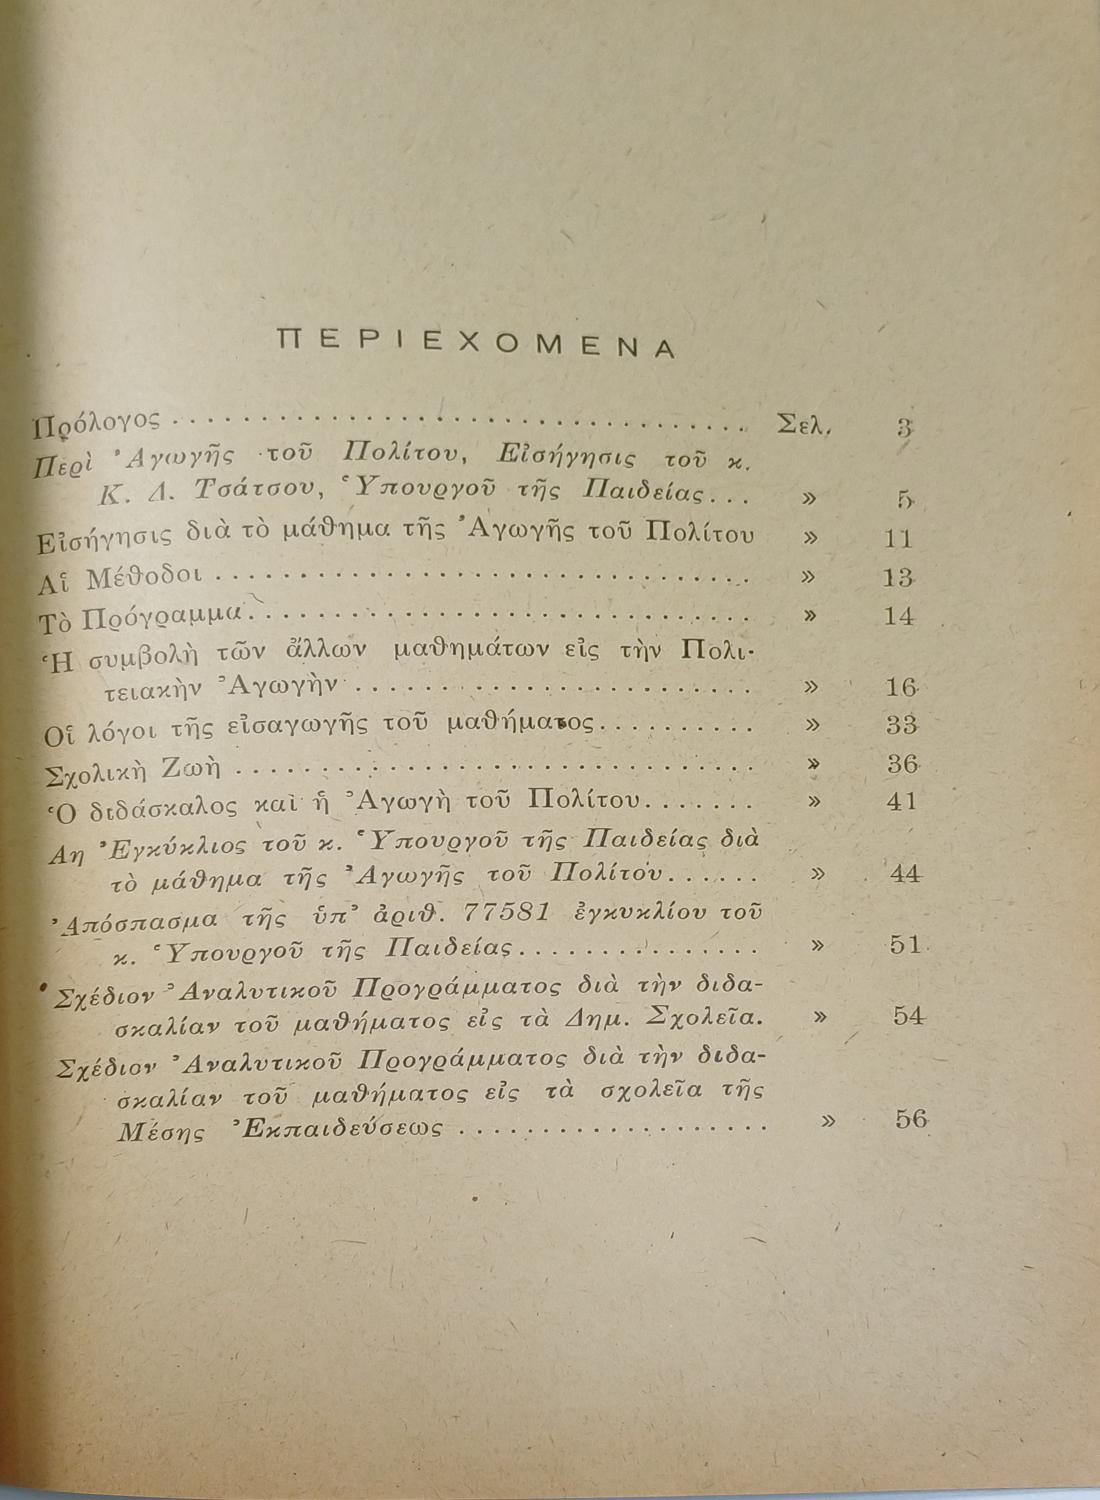 ΠΕΡΙΕΧΟΜΕΝΑ
Πρόλογος . . . . . . . . . . . . . . . . . . . . . . . . . . . . . . . . . Σελ. 3
Περὶ Ἀγωγῆς τοῦ Πολίτου, Εἰσήγησις τοῦ κ.
Κ. Δ. Τσάτσου, Ὑπουργοῦ τῆς Παιδείας . . . » 5
Εἰσήγησις διὰ τὸ μάθημα τῆς Ἀγωγῆς τοῦ Πολίτου » 11
Αἱ Μέθοδοι . . . . . . . . . . . . . . . . . . . . . . . . . . . . . . » 13
Τὸ Πρόγραμμα . . . . . . . . . . . . . . . . . . . . . . . . . . . . » 14
Ἡ συμβολὴ τῶν ἄλλων μαθημάτων εἰς τὴν Πολι-
τειακὴν Ἀγωγὴν . . . . . . . . . . . . . . . . . . . . . . » 16
Οἱ λόγοι τῆς εἰσαγωγῆς τοῦ μαθήματος . . . . . . . . . . » 33
Σχολικὴ Ζωὴ . . . . . . . . . . . . . . . . . . . . . . . . . . . . . » 36
Ὁ διδάσκαλος καὶ ἡ Ἀγωγὴ τοῦ Πολίτου . . . . . . . » 41
Αη Ἐγκύκλιος τοῦ κ. Ὑπουργοῦ τῆς Παιδείας διὰ
τὸ μάθημα τῆς Ἀγωγῆς τοῦ Πολίτου . . . . . . » 44
Ἀπόσπασμα τῆς ὑπ' ἀριθ. 77581 ἐγκυκλίου τοῦ
κ. Ὑπουργοῦ τῆς Παιδείας . . . . . . . . . . . . . . . » 51
Σχέδιον Ἀναλυτικοῦ Προγράμματος διὰ τὴν διδα-
σκαλίαν τοῦ μαθήματος εἰς τὰ Δημ. Σχολεῖα. » 54
Σχέδιον Ἀναλυτικοῦ Προγράμματος διὰ τὴν διδα-
σκαλίαν τοῦ μαθήματος εἰς τὰ σχολεῖα τῆς
Μέσης Ἐκπαιδεύσεως . . . . . . . . . . . . . . . . . . . » 56